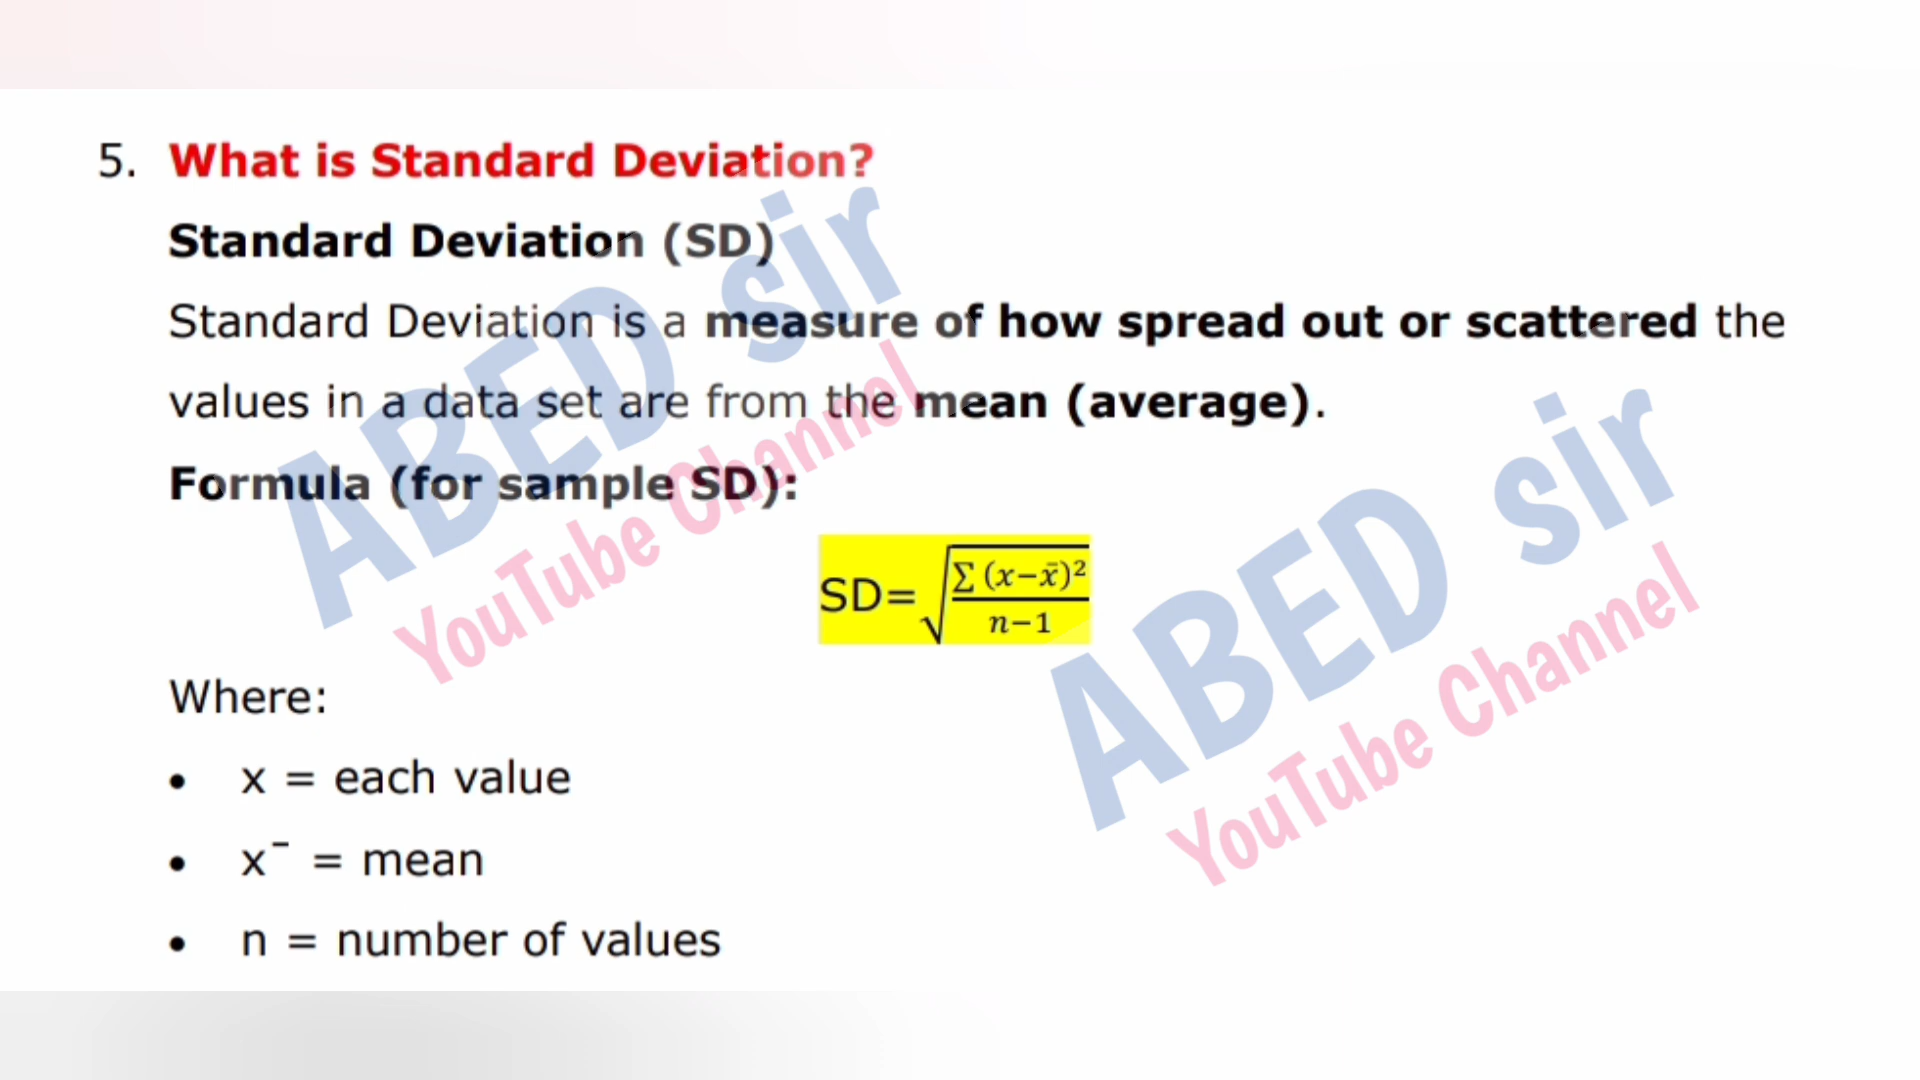 5. What is Standard Deviation?
Standard Deviation (SD)
Standard Deviation is a measure of how spread out or scattered the
values in a data set are from the mean (average).
Formula (for sample SD):
SD=√(∑ (x−x̄)²/n−1)
Where:
• x = each value
• x¯ = mean
• n = number of values
ABED sir
YouTube Channel
ABED sir
YouTube Channel